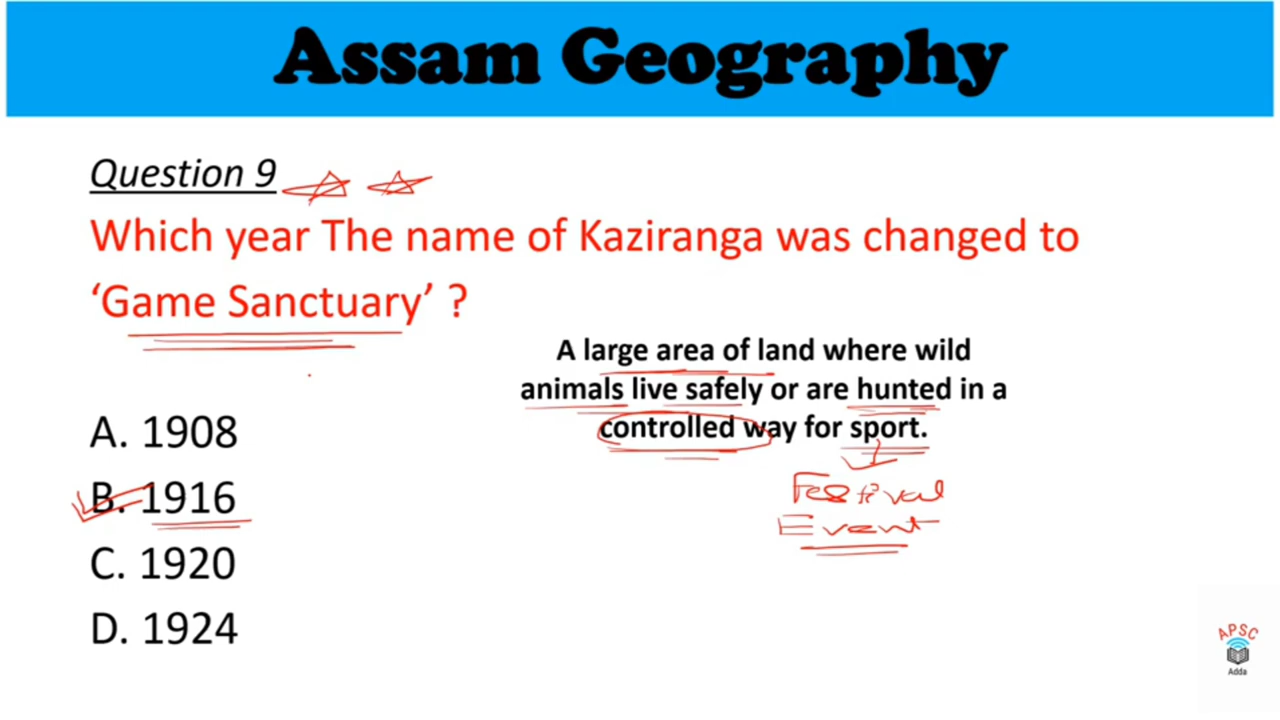 Assam Geography
Question 9
Which year The name of Kaziranga was changed to
‘Game Sanctuary’ ?
A large area of land where wild
animals live safely or are hunted in a
controlled way for sport.
Festival
Event
A. 1908
B. 1916
C. 1920
D. 1924
APSC
Adda